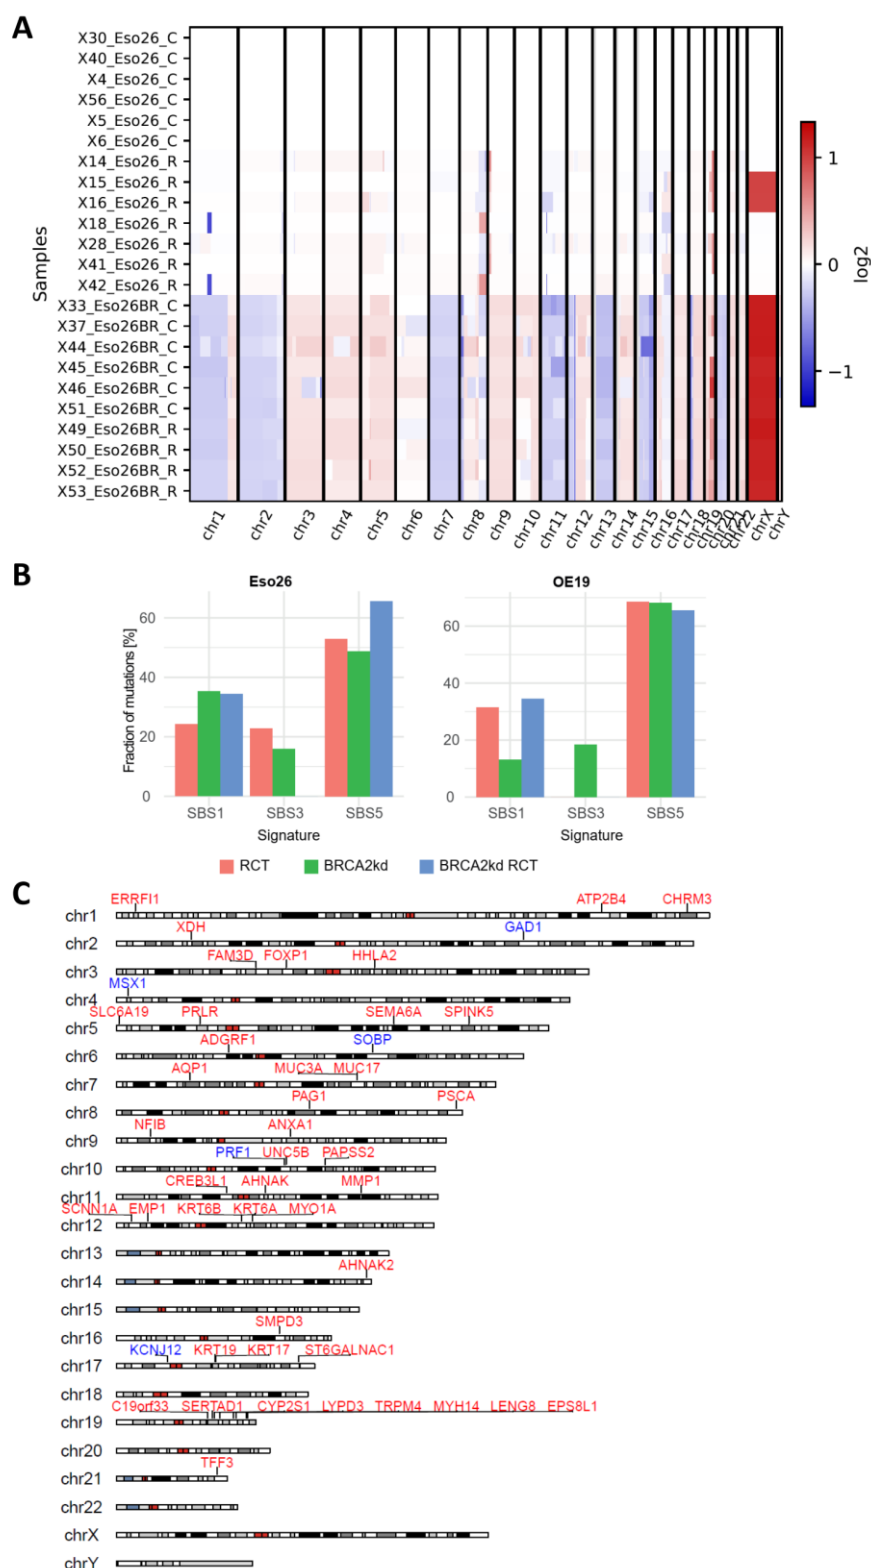 A
X30_Eso26_C
X40_Eso26_C
X4_Eso26_C
X56_Eso26_C
X5_Eso26_C
X6_Eso26_C
X14_Eso26_R
X15_Eso26_R
X16_Eso26_R
X18_Eso26_R
X28_Eso26_R
X41_Eso26_R
X42_Eso26_R
X33_Eso26BR_C
X37_Eso26BR_C
X44_Eso26BR_C
X45_Eso26BR_C
X46_Eso26BR_C
X51_Eso26BR_C
X49_Eso26BR_R
X50_Eso26BR_R
X52_Eso26BR_R
X53_Eso26BR_R
Samples
1
0
−1
log2
chr1 chr2 chr3 chr4 chr5 chr6 chr7 chr8 chr9 chr10 chr11 chr12 chr13 chr14 chr15 chr16 chr17 chr18 chr19 chr20 chr21 chr22 chrX chrY
B
Eso26 OE19
Fraction of mutations [%]
60
40
20
0
60
40
20
0
SBS1 SBS3 SBS5 SBS1 SBS3 SBS5
Signature Signature
RCT BRCA2kd BRCA2kd RCT
C
ERRFI1 ATP2B4 CHRM3
chr1
XDH GAD1
chr2
FAM3D FOXP1 HHLA2
chr3
MSX1
chr4
SLC6A19 PRLR SEMA6A SPINK5
chr5
ADGRF1 SOBP
chr6
AQP1 MUC3A MUC17
chr7
PAG1 PSCA
chr8
NFIB ANXA1
chr9
PRF1 UNC5B PAPSS2
chr10
CREB3L1 AHNAK MMP1
chr11
SCNN1A EMP1 KRT6B KRT6A MYO1A
chr12
chr13
AHNAK2
chr14
chr15
SMPD3
chr16
KCNJ12 KRT19 KRT17 ST6GALNAC1
chr17
chr18
C19orf33 SERTAD1 CYP2S1 LYPD3 TRPM4 MYH14 LENG8 EPS8L1
chr19
chr20
TFF3
chr21
chr22
chrX
chrY